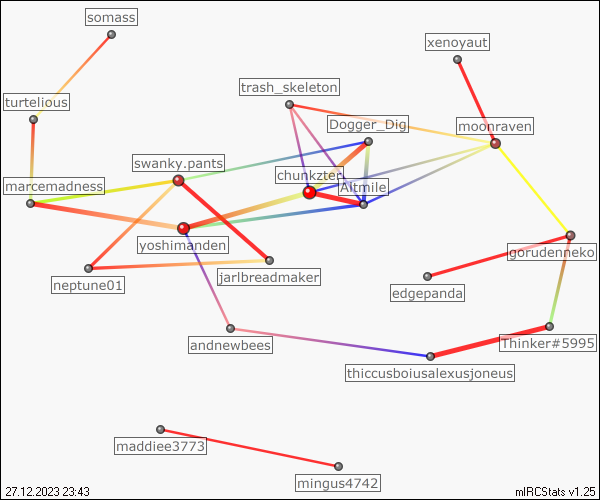 somass
xenoyaut
trash_skeleton
turtelious
Dogger_Dig
moonraven
swanky.pants
chunkzter
Altmile
marcemadness
yoshimanden
gorudenneko
neptune01
jarlbreadmaker
edgepanda
andnewbees
Thinker#5995
thiccusboiusalexusjoneus
maddiee3773
mingus4742
27.12.2023 23:43
mIRCStats v1.25